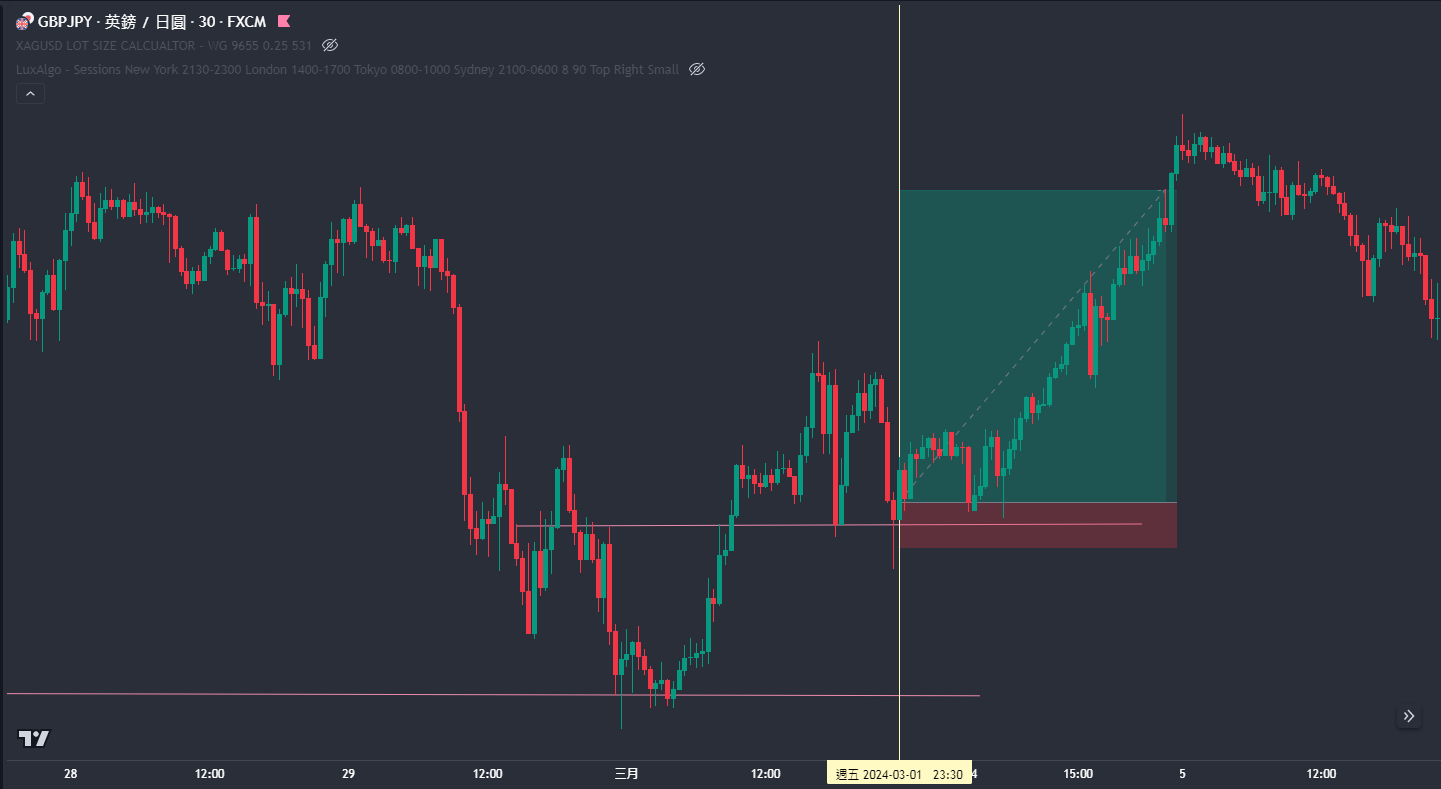 GBPJPY · 英鎊 / 日圓 · 30 · FXCM
XAGUSD LOT SIZE CALCUALTOR - \/\/G 9655 0.25 531
LuxAlgo - Sessions New York 2130-2300 London 1400-1700 Tokyo 0800-1000 Sydney 2100-0600 8 90 Top Right Small
28 12:00 29 12:00 三月 12:00 週五 2024-03-01 23:30 4 15:00 5 12:00